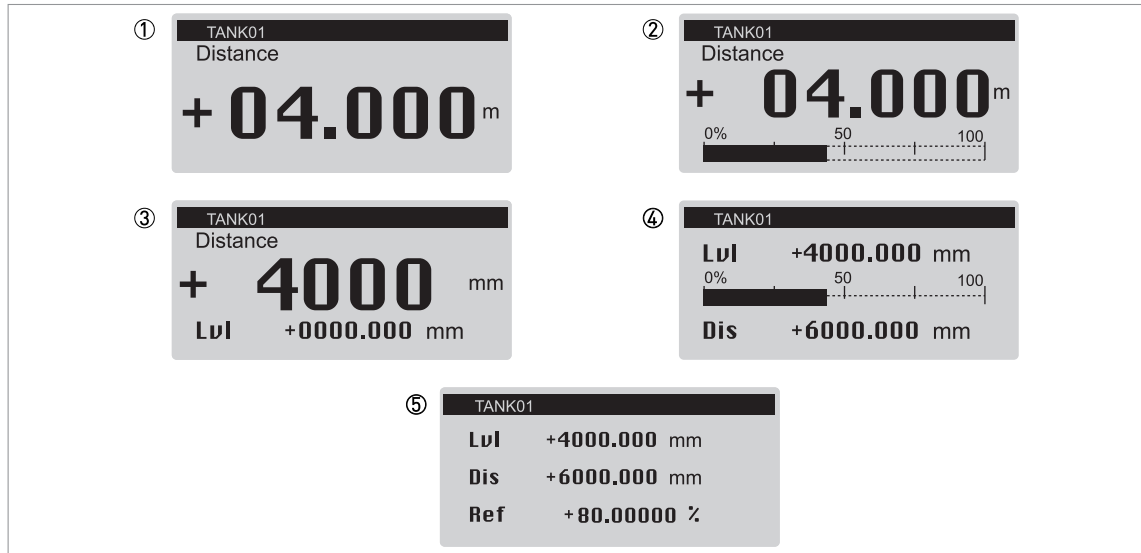 ①
TANK01
Distance
+ 04.000 m
②
TANK01
Distance
+ 04.000 m
0% 50 100
③
TANK01
Distance
+ 4000 mm
Lvl +0000.000 mm
④
TANK01
Lvl +4000.000 mm
0% 50 100
Dis +6000.000 mm
⑤
TANK01
Lvl +4000.000 mm
Dis +6000.000 mm
Ref +80.00000 %